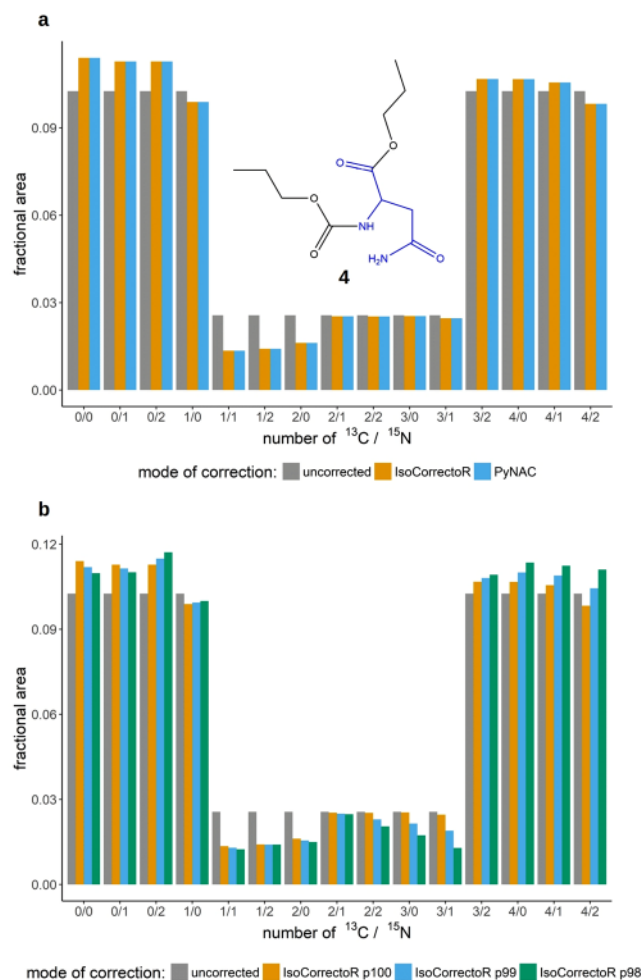 a
fractional area
0.09
0.06
0.03
0.00
O
O
O
O
NH
H₂N
O
4
0/0 0/1 0/2 1/0 1/1 1/2 2/0 2/1 2/2 3/0 3/1 3/2 4/0 4/1 4/2
number of ¹³C / ¹⁵N
mode of correction: uncorrected IsoCorrectoR PyNAC
b
fractional area
0.12
0.09
0.06
0.03
0.00
0/0 0/1 0/2 1/0 1/1 1/2 2/0 2/1 2/2 3/0 3/1 3/2 4/0 4/1 4/2
number of ¹³C / ¹⁵N
mode of correction: uncorrected IsoCorrectoR p100 IsoCorrectoR p99 IsoCorrectoR p98